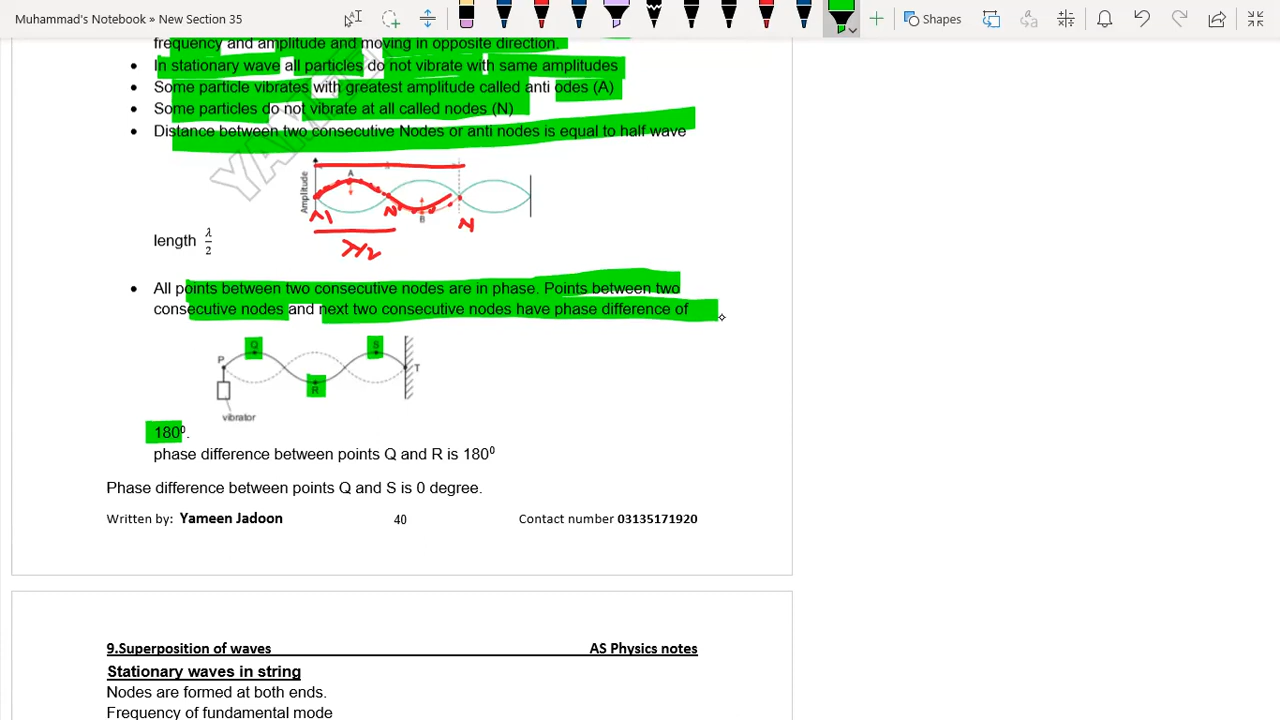 Muhammad's Notebook » New Section 35
Shapes
frequency and amplitude and moving in opposite direction.
• In stationary wave all particles do not vibrate with same amplitudes
• Some particle vibrates with greatest amplitude called anti odes (A)
• Some particles do not vibrate at all called nodes (N)
• Distance between two consecutive Nodes or anti nodes is equal to half wave
Amplitude
A
N
B
N
λ/2
length λ/2
• All points between two consecutive nodes are in phase. Points between two
consecutive nodes and next two consecutive nodes have phase difference of
Q
S
P
T
R
vibrator
180⁰.
phase difference between points Q and R is 180⁰
Phase difference between points Q and S is 0 degree.
Written by: Yameen Jadoon 40 Contact number 03135171920
9.Superposition of waves AS Physics notes
Stationary waves in string
Nodes are formed at both ends.
Frequency of fundamental mode